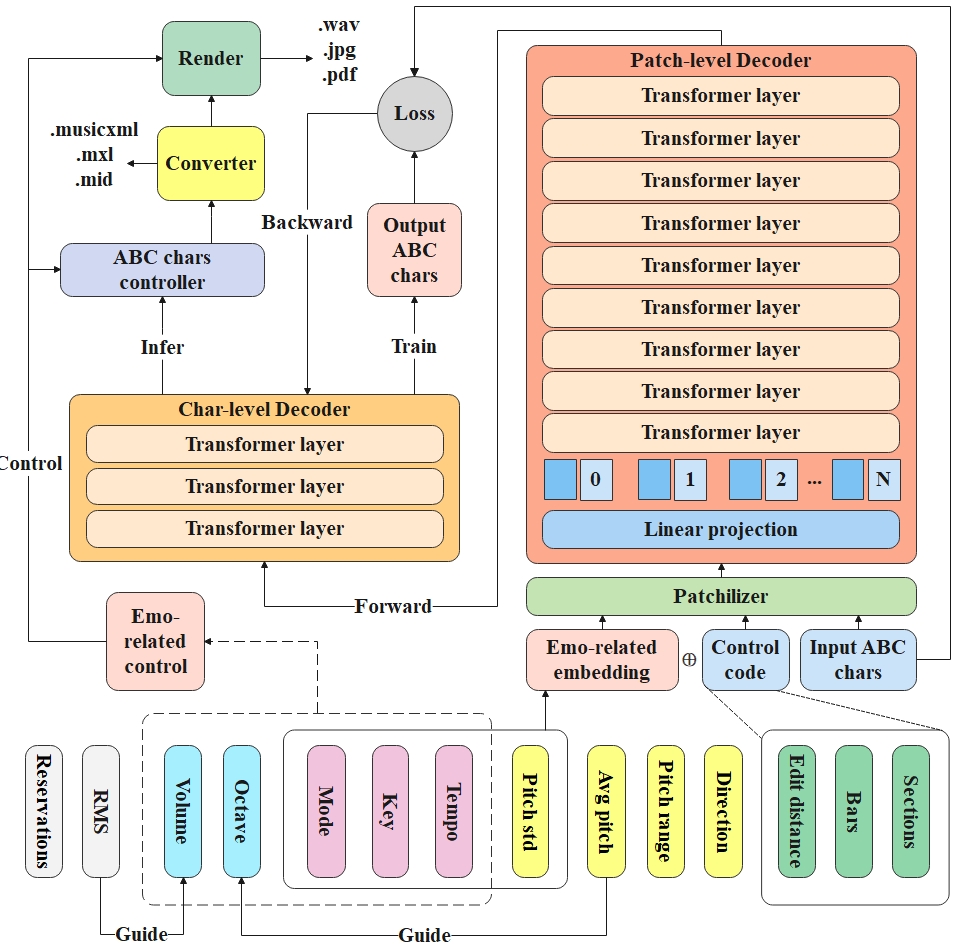 .wav
.jpg
.pdf
Render
.musicxml
.mxl
.mid
Converter
Loss
Backward
Output
ABC
chars
ABC chars
controller
Infer
Train
Char-level Decoder
Transformer layer
Transformer layer
Transformer layer
Control
Forward
Emo-
related
control
Patch-level Decoder
Transformer layer
Transformer layer
Transformer layer
Transformer layer
Transformer layer
Transformer layer
Transformer layer
Transformer layer
Transformer layer
0 1 2 ... N
Linear projection
Patchilizer
Emo-related
embedding
⊕
Control
code
Input ABC
chars
Reservations
RMS
Volume
Octave
Mode
Key
Tempo
Pitch std
Avg pitch
Pitch range
Direction
Edit distance
Bars
Sections
Guide
Guide